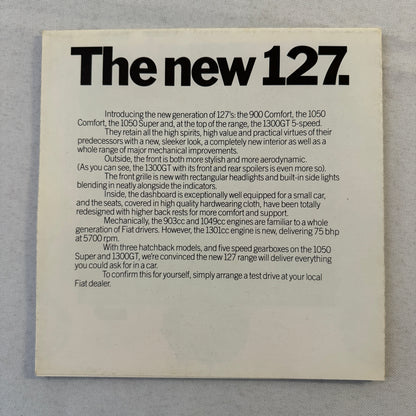 The new 127.
Introducing the new generation of 127's: the 900 Comfort, the 1050
Comfort, the 1050 Super and, at the top of the range, the 1300GT 5-speed.
They retain all the high spirits, high value and practical virtues of their
predecessors with a new, sleeker look, a completely new interior as well as a
whole range of major mechanical improvements.
Outside, the front is both more stylish and more aerodynamic.
(As you can see, the 1300GT with its front and rear spoilers is even more so).
The front grille is new with rectangular headlights and built-in side lights
blending in neatly alongside the indicators.
Inside, the dashboard is exceptionally well equipped for a small car,
and the seats, covered in high quality hardwearing cloth, have been totally
redesigned with higher back rests for more comfort and support.
Mechanically, the 903cc and 1049cc engines are familiar to a whole
generation of Fiat drivers. However, the 1301cc engine is new, delivering 75 bhp
at 5700 rpm.
With three hatchback models, and five speed gearboxes on the 1050
Super and 1300GT, we're convinced the new 127 range will deliver everything
you could ask for in a car.
To confirm this for yourself, simply arrange a test drive at your local
Fiat dealer.